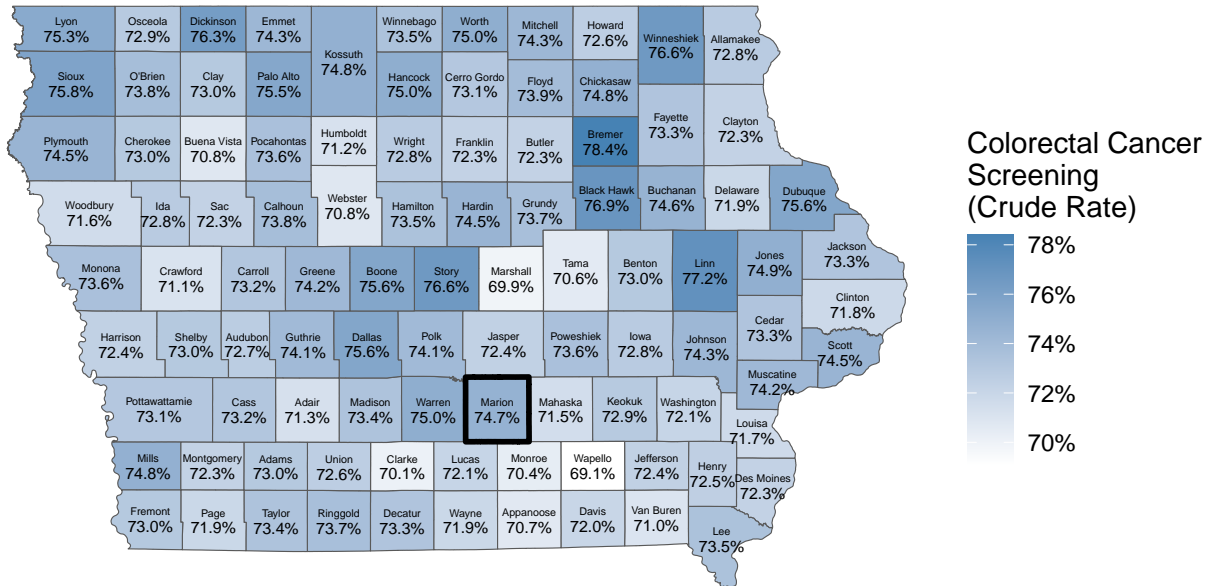 Lyon
75.3%
Osceola
72.9%
Dickinson
76.3%
Emmet
74.3%
Kossuth
74.8%
Winnebago
73.5%
Worth
75.0%
Mitchell
74.3%
Howard
72.6%
Winneshiek
76.6%
Allamakee
72.8%
Sioux
75.8%
O'Brien
73.8%
Clay
73.0%
Palo Alto
75.5%
Hancock
75.0%
Cerro Gordo
73.1%
Floyd
73.9%
Chickasaw
74.8%
Fayette
73.3%
Clayton
72.3%
Plymouth
74.5%
Cherokee
73.0%
Buena Vista
70.8%
Pocahontas
73.6%
Humboldt
71.2%
Wright
72.8%
Franklin
72.3%
Butler
72.3%
Bremer
78.4%
Woodbury
71.6%
Ida
72.8%
Sac
72.3%
Calhoun
73.8%
Webster
70.8%
Hamilton
73.5%
Hardin
74.5%
Grundy
73.7%
Black Hawk
76.9%
Buchanan
74.6%
Delaware
71.9%
Dubuque
75.6%
Monona
73.6%
Crawford
71.1%
Carroll
73.2%
Greene
74.2%
Boone
75.6%
Story
76.6%
Marshall
69.9%
Tama
70.6%
Benton
73.0%
Linn
77.2%
Jones
74.9%
Jackson
73.3%
Clinton
71.8%
Harrison
72.4%
Shelby
73.0%
Audubon
72.7%
Guthrie
74.1%
Dallas
75.6%
Polk
74.1%
Jasper
72.4%
Poweshiek
73.6%
Iowa
72.8%
Johnson
74.3%
Cedar
73.3%
Scott
74.5%
Muscatine
74.2%
Pottawattamie
73.1%
Cass
73.2%
Adair
71.3%
Madison
73.4%
Warren
75.0%
Marion
74.7%
Mahaska
71.5%
Keokuk
72.9%
Washington
72.1%
Louisa
71.7%
Mills
74.8%
Montgomery
72.3%
Adams
73.0%
Union
72.6%
Clarke
70.1%
Lucas
72.1%
Monroe
70.4%
Wapello
69.1%
Jefferson
72.4%
Henry
72.5%
Des Moines
72.3%
Fremont
73.0%
Page
71.9%
Taylor
73.4%
Ringgold
73.7%
Decatur
73.3%
Wayne
71.9%
Appanoose
70.7%
Davis
72.0%
Van Buren
71.0%
Lee
73.5%
Colorectal Cancer
Screening
(Crude Rate)
78%
76%
74%
72%
70%